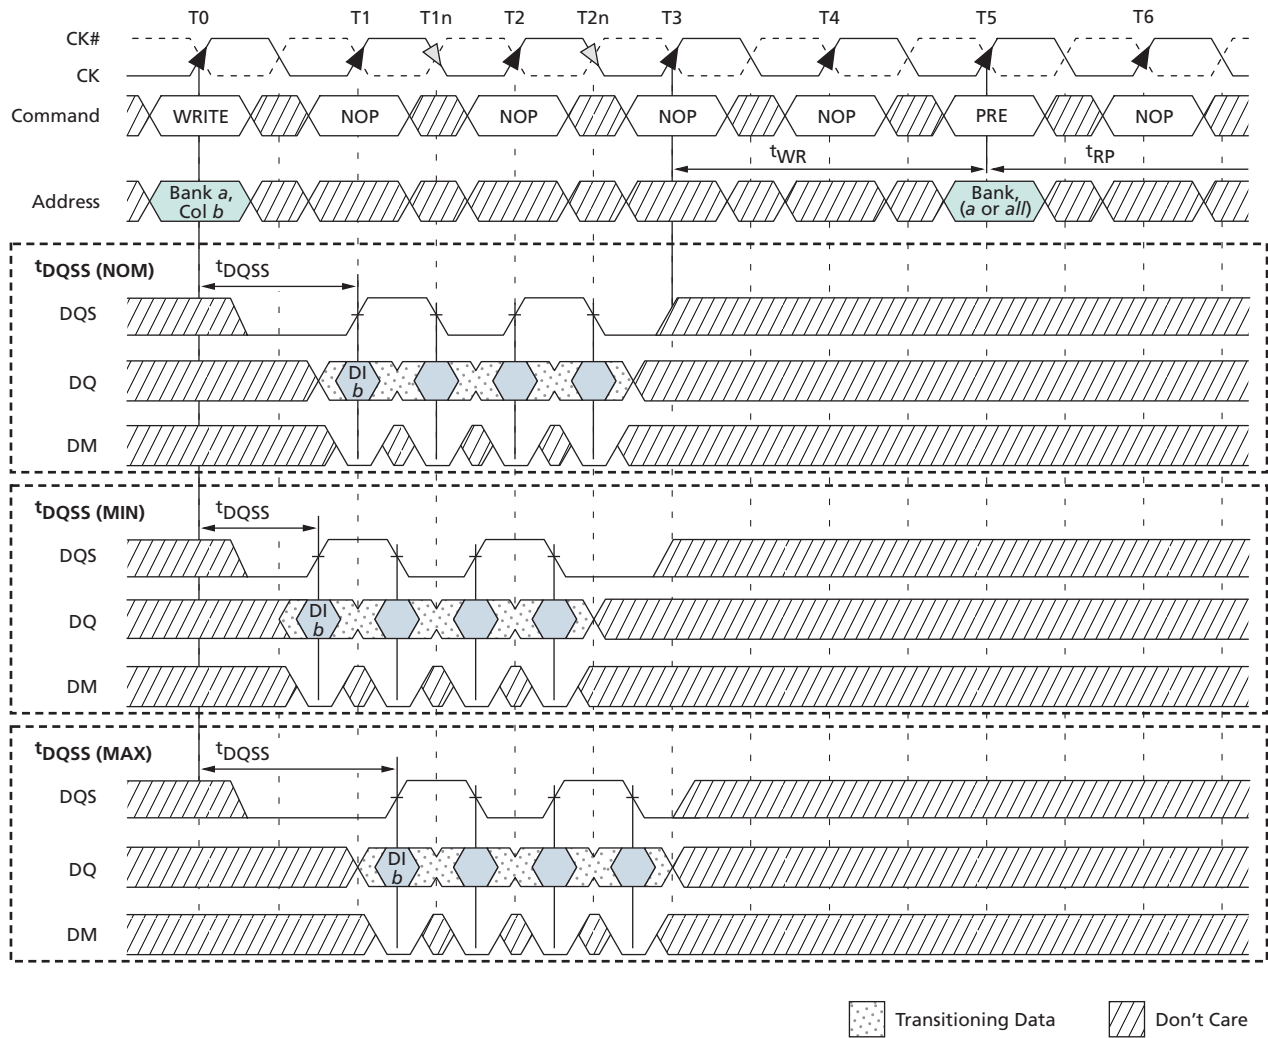 T0 T1 T1n T2 T2n T3 T4 T5 T6
CK#
CK
Command WRITE NOP NOP NOP NOP PRE NOP
tWR tRP
Address Bank a, Col b Bank, (a or all)
tDQSS (NOM) tDQSS
DQS
DQ DI b
DM
tDQSS (MIN) tDQSS
DQS
DQ DI b
DM
tDQSS (MAX) tDQSS
DQS
DQ DI b
DM
Transitioning Data Don't Care